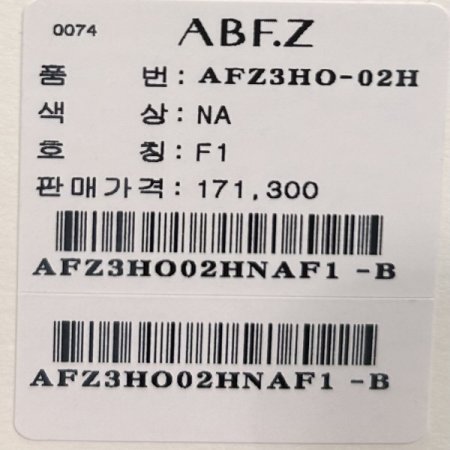 0074 ABF.Z
품 번: AFZ3HO-02H
색 상: NA
호 칭: F1
판매가격: 171,300
AFZ3HO02HNAF1 -B
AFZ3HO02HNAF1 -B